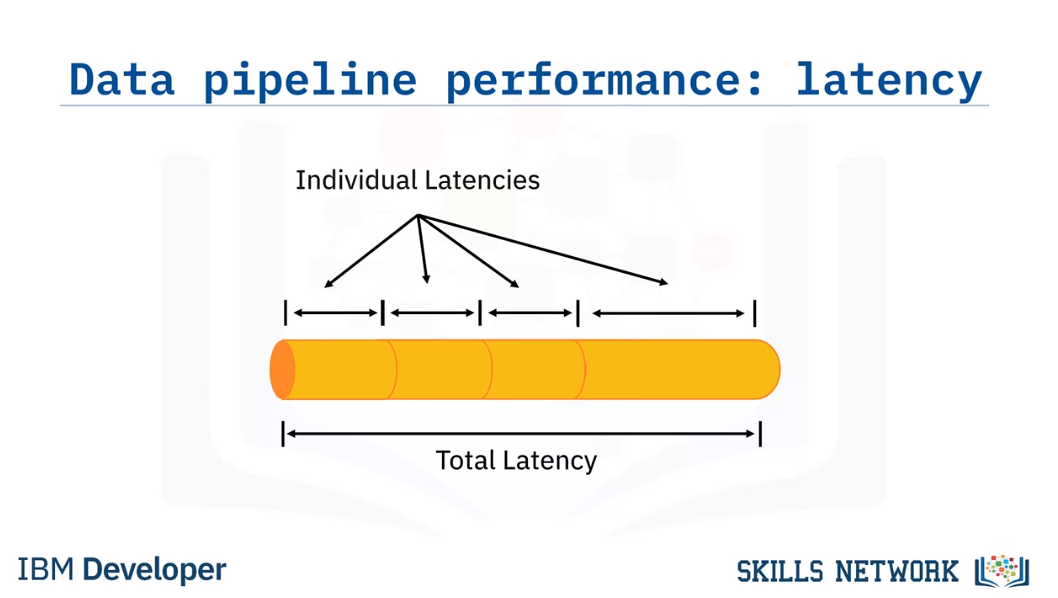 Data pipeline performance: latency
Individual Latencies
Total Latency
IBM Developer
SKILLS NETWORK